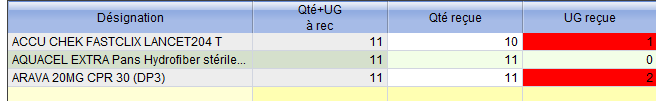 Désignation Qté+UG à rec Qté reçue UG reçue
ACCU CHEK FASTCLIX LANCET204 T 11 10 1
AQUACEL EXTRA Pans Hydrofiber stérile... 11 11 0
ARAVA 20MG CPR 30 (DP3) 11 11 2